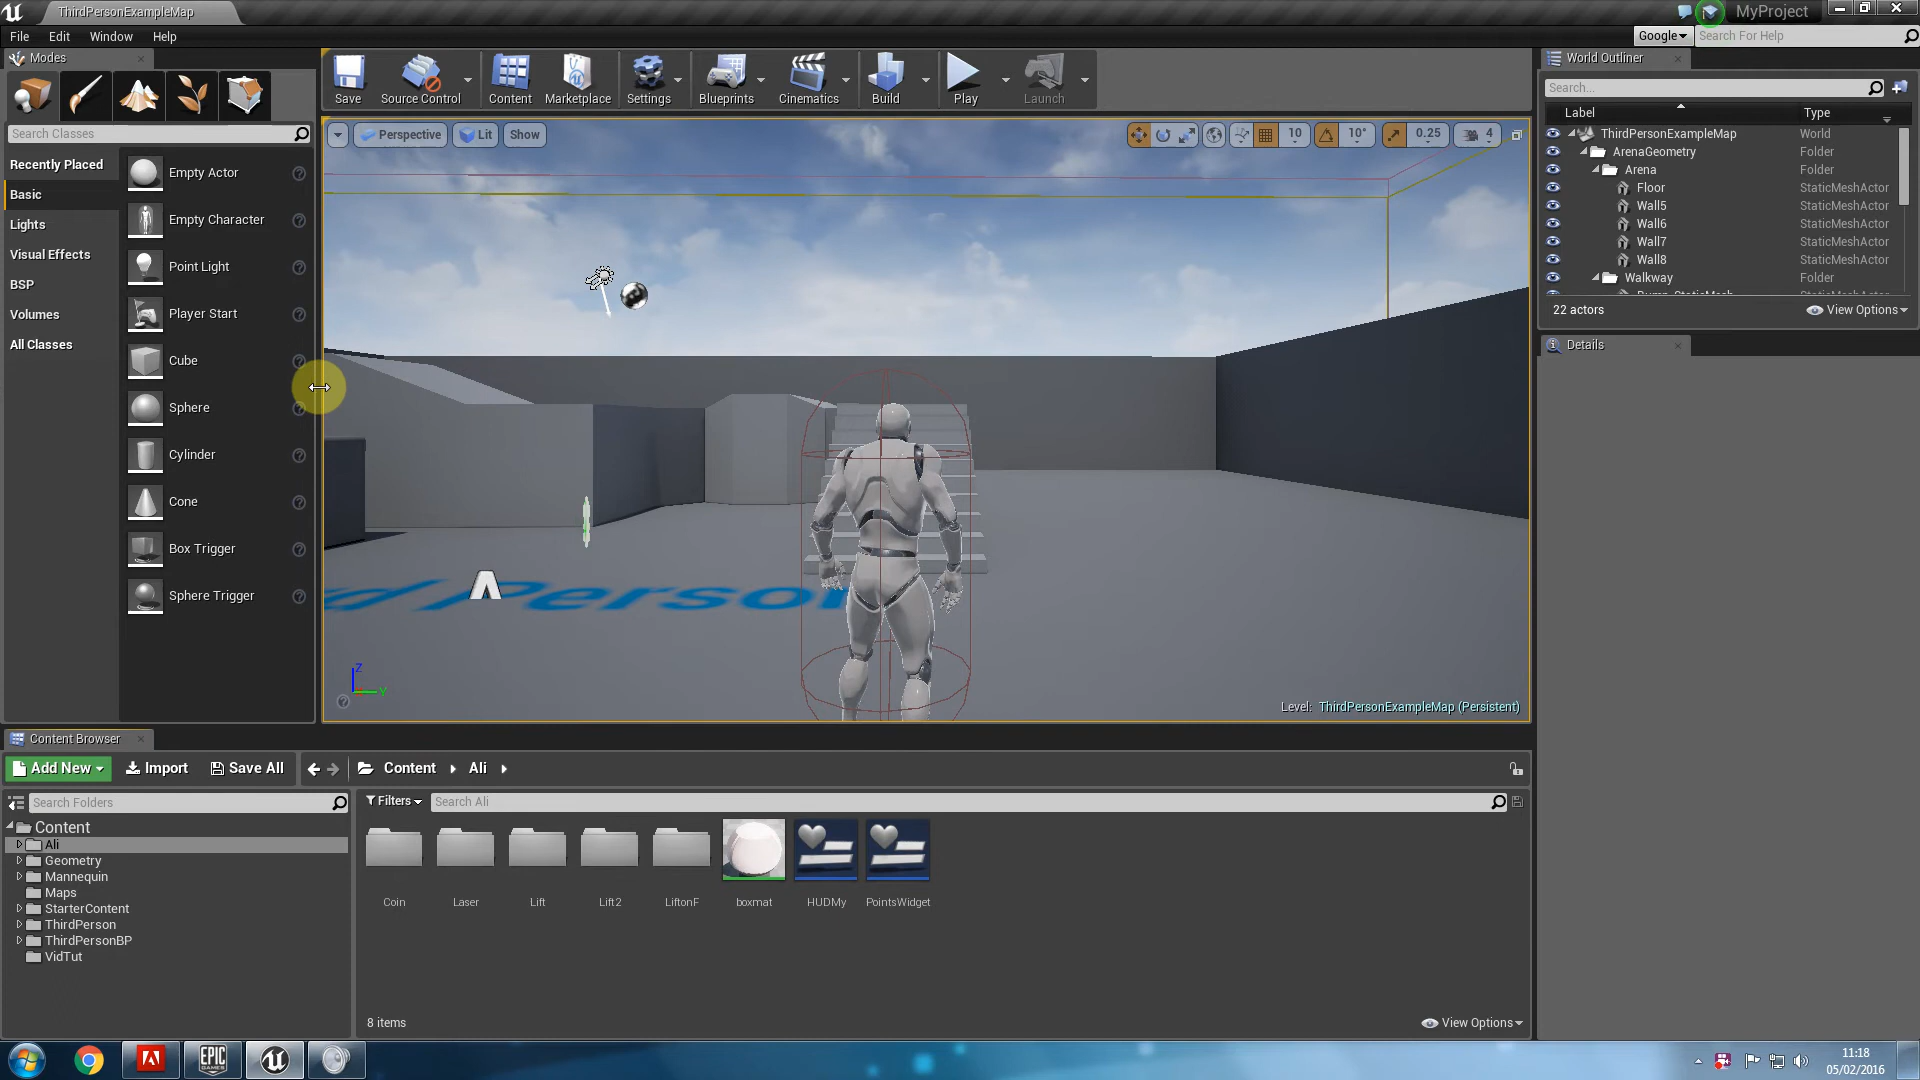 ThirdPersonExampleMap
MyProject
File Edit Window Help
Google Search For Help
Modes
Save
Source Control
Content
Marketplace
Settings
Blueprints
Cinematics
Build
Play
Launch
World Outliner
Search...
Label Type
Search Classes
Perspective Lit Show
10 10° 0.25 4
Recently Placed
Basic
Lights
Visual Effects
BSP
Volumes
All Classes
Empty Actor
Empty Character
Point Light
Player Start
Cube
Sphere
Cylinder
Cone
Box Trigger
Sphere Trigger
ThirdPersonExampleMap World
ArenaGeometry Folder
Arena Folder
Floor StaticMeshActor
Wall5 StaticMeshActor
Wall6 StaticMeshActor
Wall7 StaticMeshActor
Wall8 StaticMeshActor
Walkway Folder
22 actors View Options
Details
d Person
Z
Y
Level: ThirdPersonExampleMap (Persistent)
Content Browser
Add New Import Save All Content Ali
Search Folders
Filters Search Ali
Content
Ali
Geometry
Mannequin
Maps
StarterContent
ThirdPerson
ThirdPersonBP
VidTut
Coin Laser Lift Lift2 LiftonF boxmat HUDMy PointsWidget
8 items View Options
EPIC
GAMES
11:18
05/02/2016